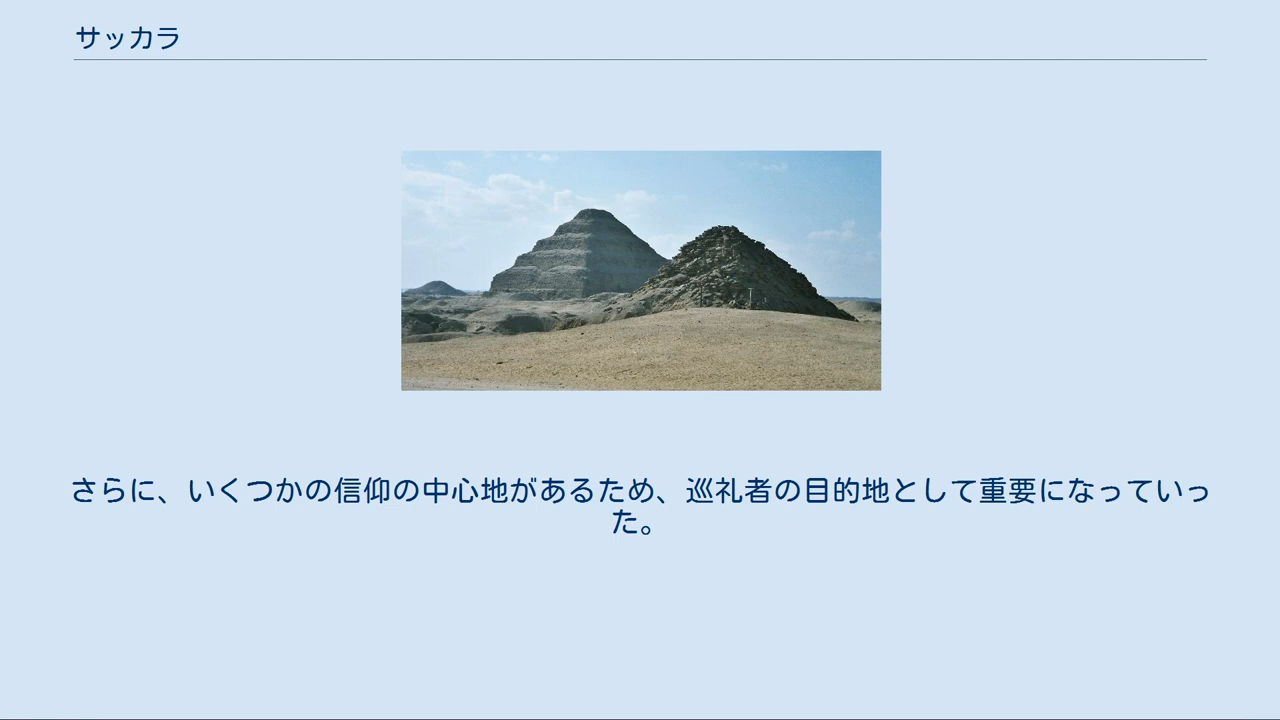 サッカラ
さらに、いくつかの信仰の中心地があるため、巡礼者の目的地として重要になっていっ
た。